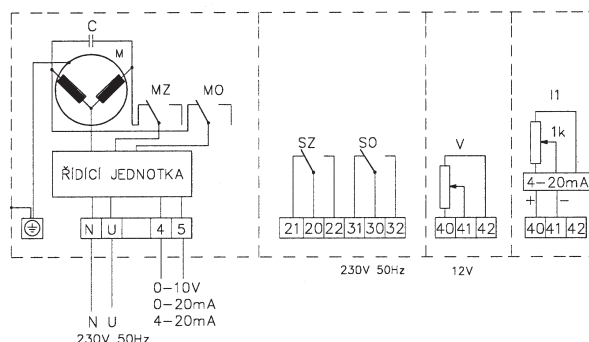 C
M
MZ MO
ŘÍDÍCÍ JEDNOTKA
N U 4 5
0-10V
0-20mA
N U 4-20mA
230V 50Hz
SZ SO
21 20 22 31 30 32
230V 50Hz
V
40 41 42
12V
I1
1k
4-20mA
+ -
40 41 42